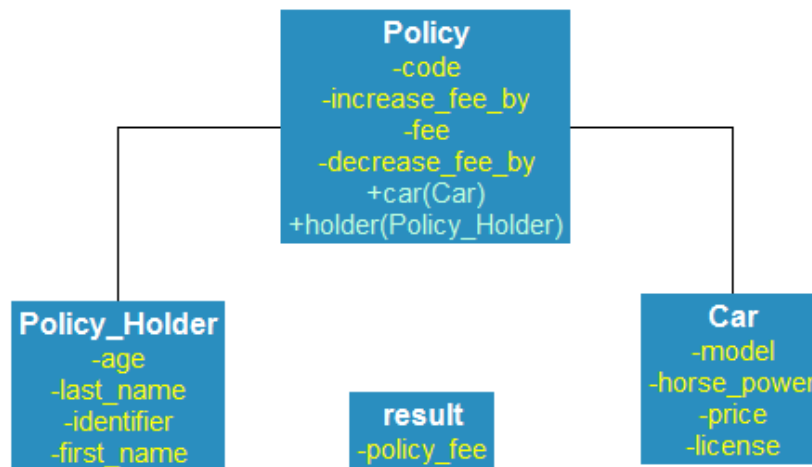 Policy
-code
-increase_fee_by
-fee
-decrease_fee_by
+car(Car)
+holder(Policy_Holder)
Policy_Holder
-age
-last_name
-identifier
-first_name
result
-policy_fee
Car
-model
-horse_power
-price
-license